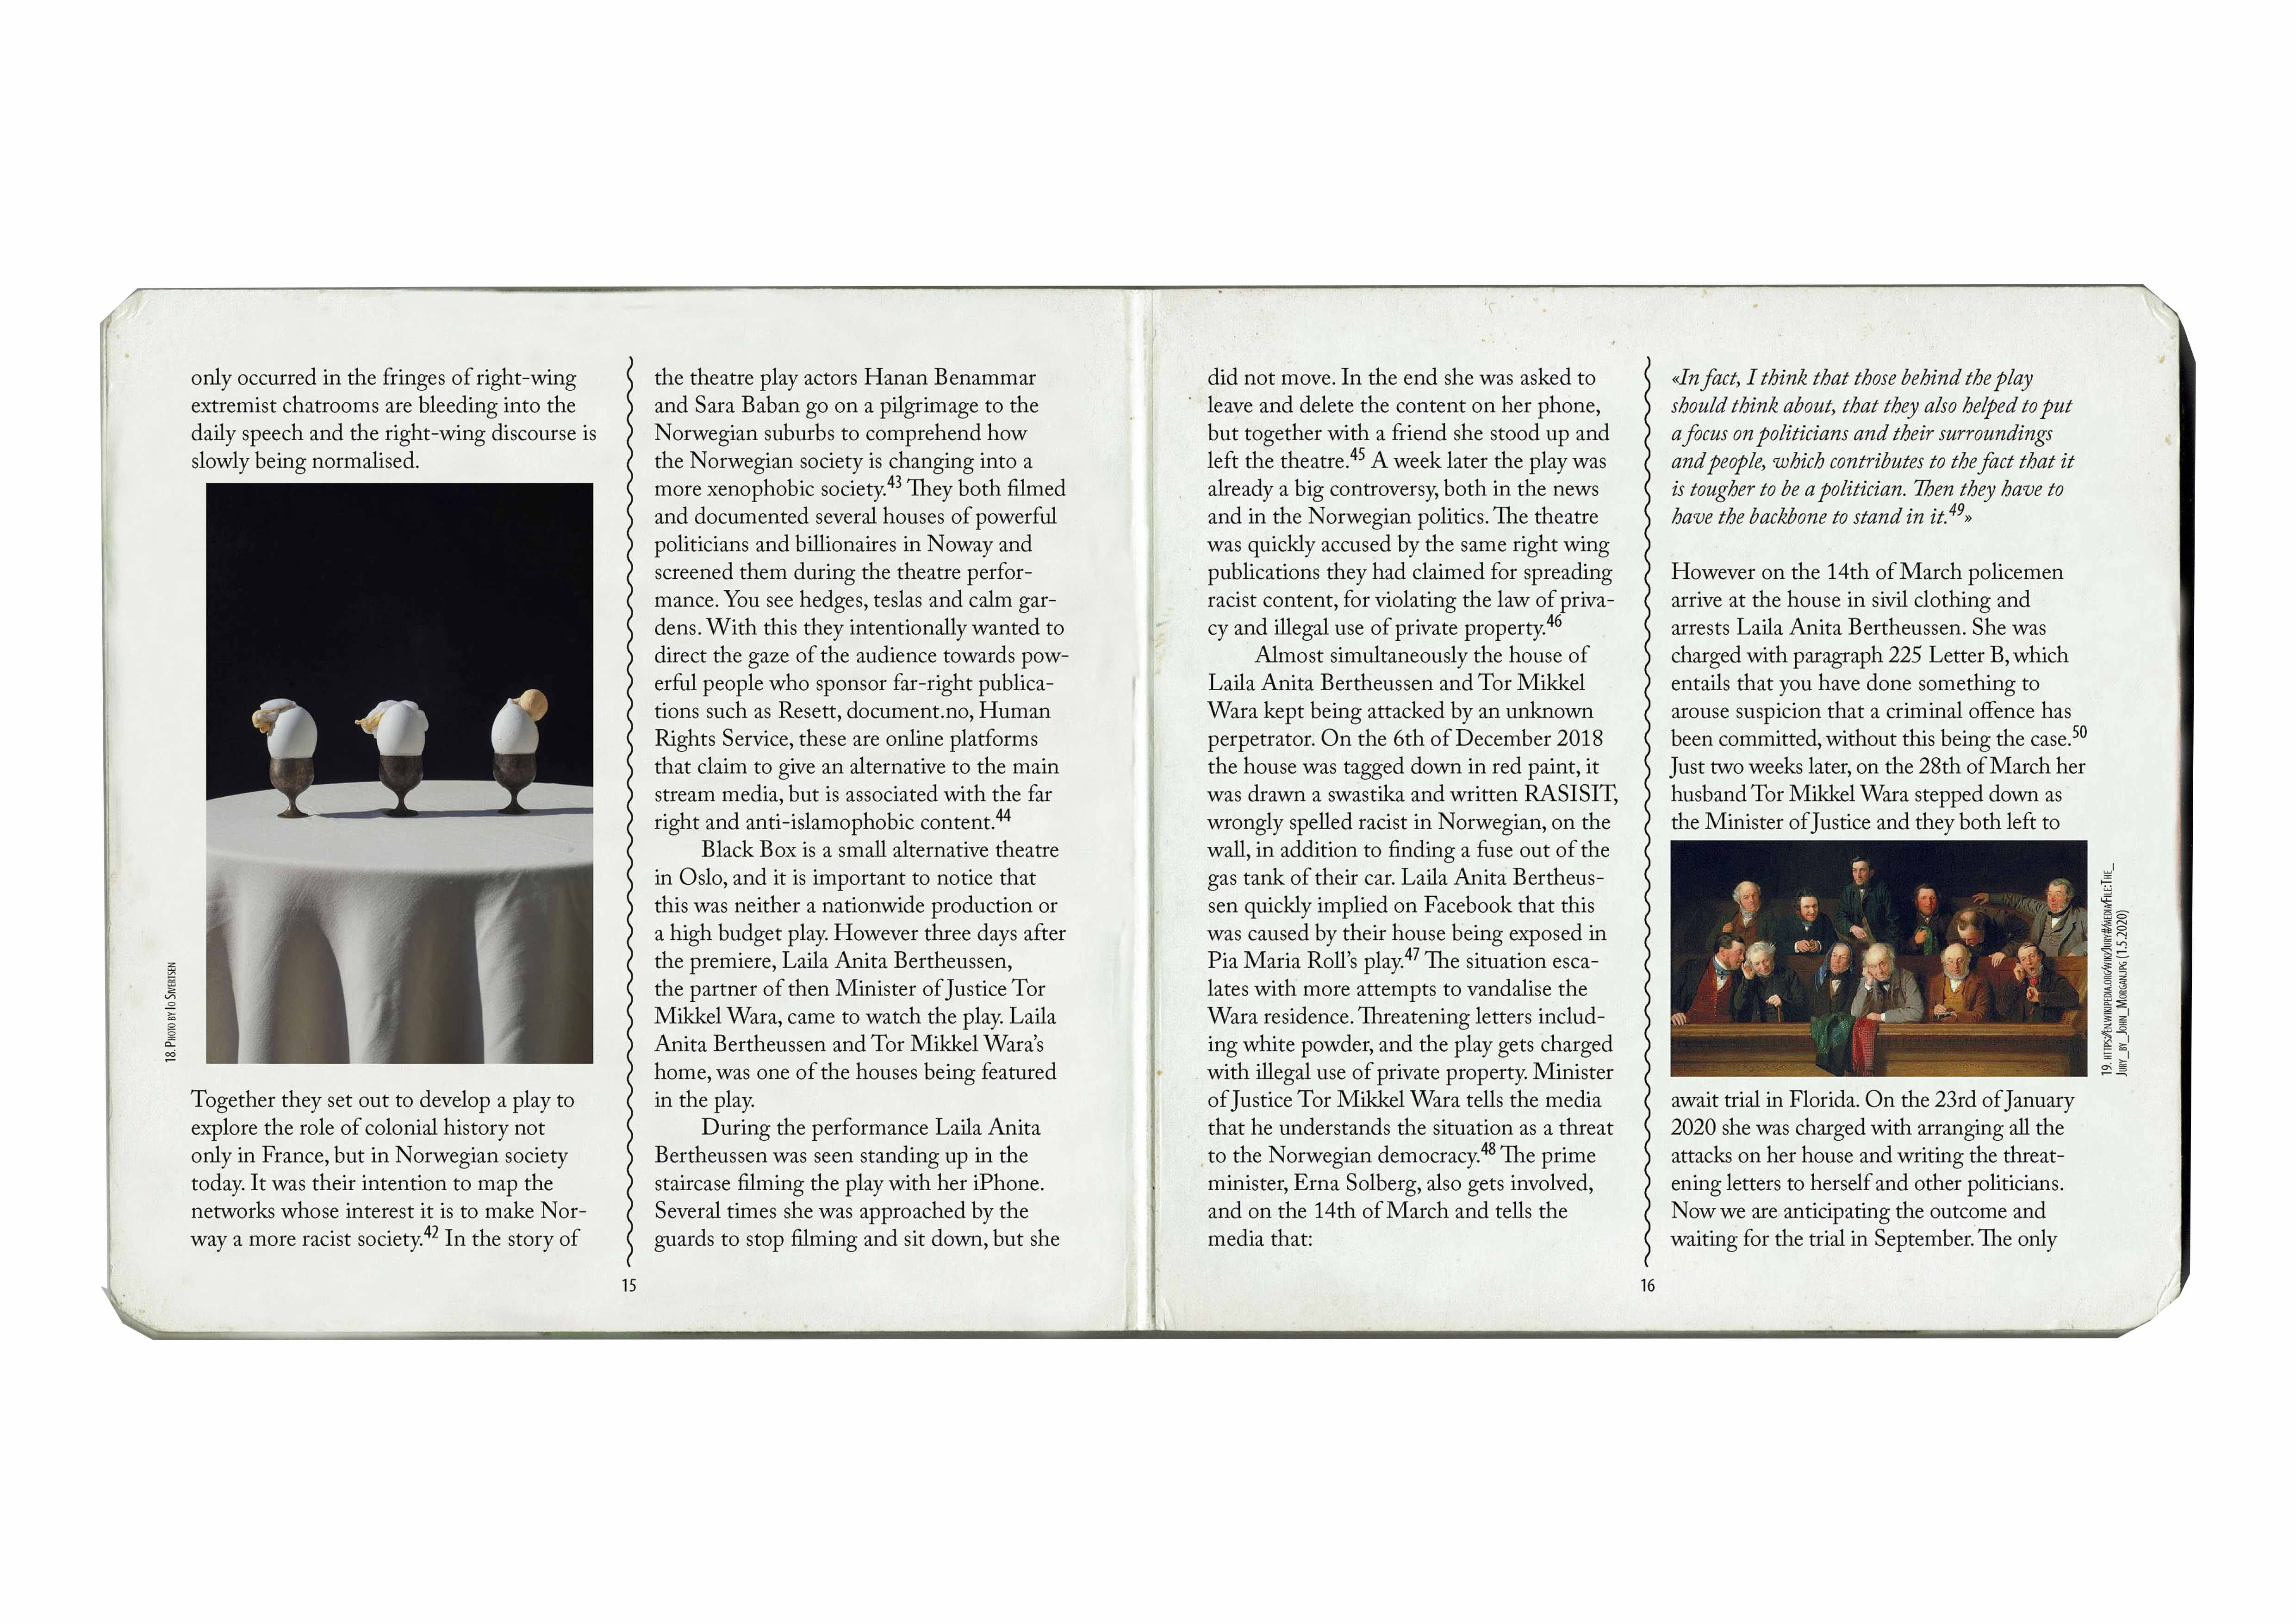 only occurred in the fringes of right-wing
extremist chatrooms are bleeding into the
daily speech and the right-wing discourse is
slowly being normalised.
18. Photo by Io Sivertsen
Together they set out to develop a play to
explore the role of colonial history not
only in France, but in Norwegian society
today. It was their intention to map the
networks whose interest it is to make Nor-
way a more racist society.42 In the story of
the theatre play actors Hanan Benammar
and Sara Baban go on a pilgrimage to the
Norwegian suburbs to comprehend how
the Norwegian society is changing into a
more xenophobic society.43 They both filmed
and documented several houses of powerful
politicians and billionaires in Noway and
screened them during the theatre perfor-
mance. You see hedges, teslas and calm gar-
dens. With this they intentionally wanted to
direct the gaze of the audience towards pow-
erful people who sponsor far-right publica-
tions such as Resett, document.no, Human
Rights Service, these are online platforms
that claim to give an alternative to the main
stream media, but is associated with the far
right and anti-islamophobic content.44
Black Box is a small alternative theatre
in Oslo, and it is important to notice that
this was neither a nationwide production or
a high budget play. However three days after
the premiere, Laila Anita Bertheussen,
the partner of then Minister of Justice Tor
Mikkel Wara, came to watch the play. Laila
Anita Bertheussen and Tor Mikkel Wara's
home, was one of the houses being featured
in the play.
During the performance Laila Anita
Bertheussen was seen standing up in the
staircase filming the play with her iPhone.
Several times she was approached by the
guards to stop filming and sit down, but she
15
did not move. In the end she was asked to
leave and delete the content on her phone,
but together with a friend she stood up and
left the theatre.45 A week later the play was
already a big controversy, both in the news
and in the Norwegian politics. The theatre
was quickly accused by the same right wing
publications they had claimed for spreading
racist content, for violating the law of priva-
cy and illegal use of private property.46
Almost simultaneously the house of
Laila Anita Bertheussen and Tor Mikkel
Wara kept being attacked by an unknown
perpetrator. On the 6th of December 2018
the house was tagged down in red paint, it
was drawn a swastika and written RASISIT,
wrongly spelled racist in Norwegian, on the
wall, in addition to finding a fuse out of the
gas tank of their car. Laila Anita Bertheus-
sen quickly implied on Facebook that this
was caused by their house being exposed in
Pia Maria Roll's play.47 The situation esca-
lates with more attempts to vandalise the
Wara residence. Threatening letters includ-
ing white powder, and the play gets charged
with illegal use of private property. Minister
of Justice Tor Mikkel Wara tells the media
that he understands the situation as a threat
to the Norwegian democracy.48 The prime
minister, Erna Solberg, also gets involved,
and on the 14th of March and tells the
media that:
«In fact, I think that those behind the play
should think about, that they also helped to put
a focus on politicians and their surroundings
and people, which contributes to the fact that it
is tougher to be a politician. Then they have to
have the backbone to stand in it.49»
However on the 14th of March policemen
arrive at the house in sivil clothing and
arrests Laila Anita Bertheussen. She was
charged with paragraph 225 Letter B, which
entails that you have done something to
arouse suspicion that a criminal offence has
been committed, without this being the case.50
Just two weeks later, on the 28th of March her
husband Tor Mikkel Wara stepped down as
the Minister of Justice and they both left to
19. https://en.wikipedia.org/wiki/Jury#/media/File:The_
Jury_by_John_Morgan.jpg (1.5.2020)
await trial in Florida. On the 23rd of January
2020 she was charged with arranging all the
attacks on her house and writing the threat-
ening letters to herself and other politicians.
Now we are anticipating the outcome and
waiting for the trial in September. The only
16